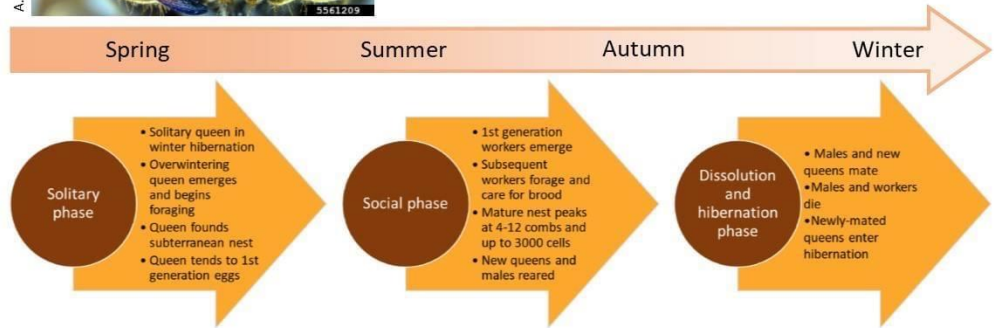 A.
5561209
Spring
Summer
Autumn
Winter
Solitary
phase
• Solitary queen in
winter hibernation
• Overwintering
queen emerges
and begins
foraging
• Queen founds
subterranean nest
• Queen tends to 1st
generation eggs
Social phase
• 1st generation
workers emerge
• Subsequent
workers forage and
care for brood
• Mature nest peaks
at 4-12 combs and
up to 3000 cells
• New queens and
males reared
Dissolution
and
hibernation
phase
• Males and new
queens mate
•Males and workers
die
•Newly-mated
queens enter
hibernation